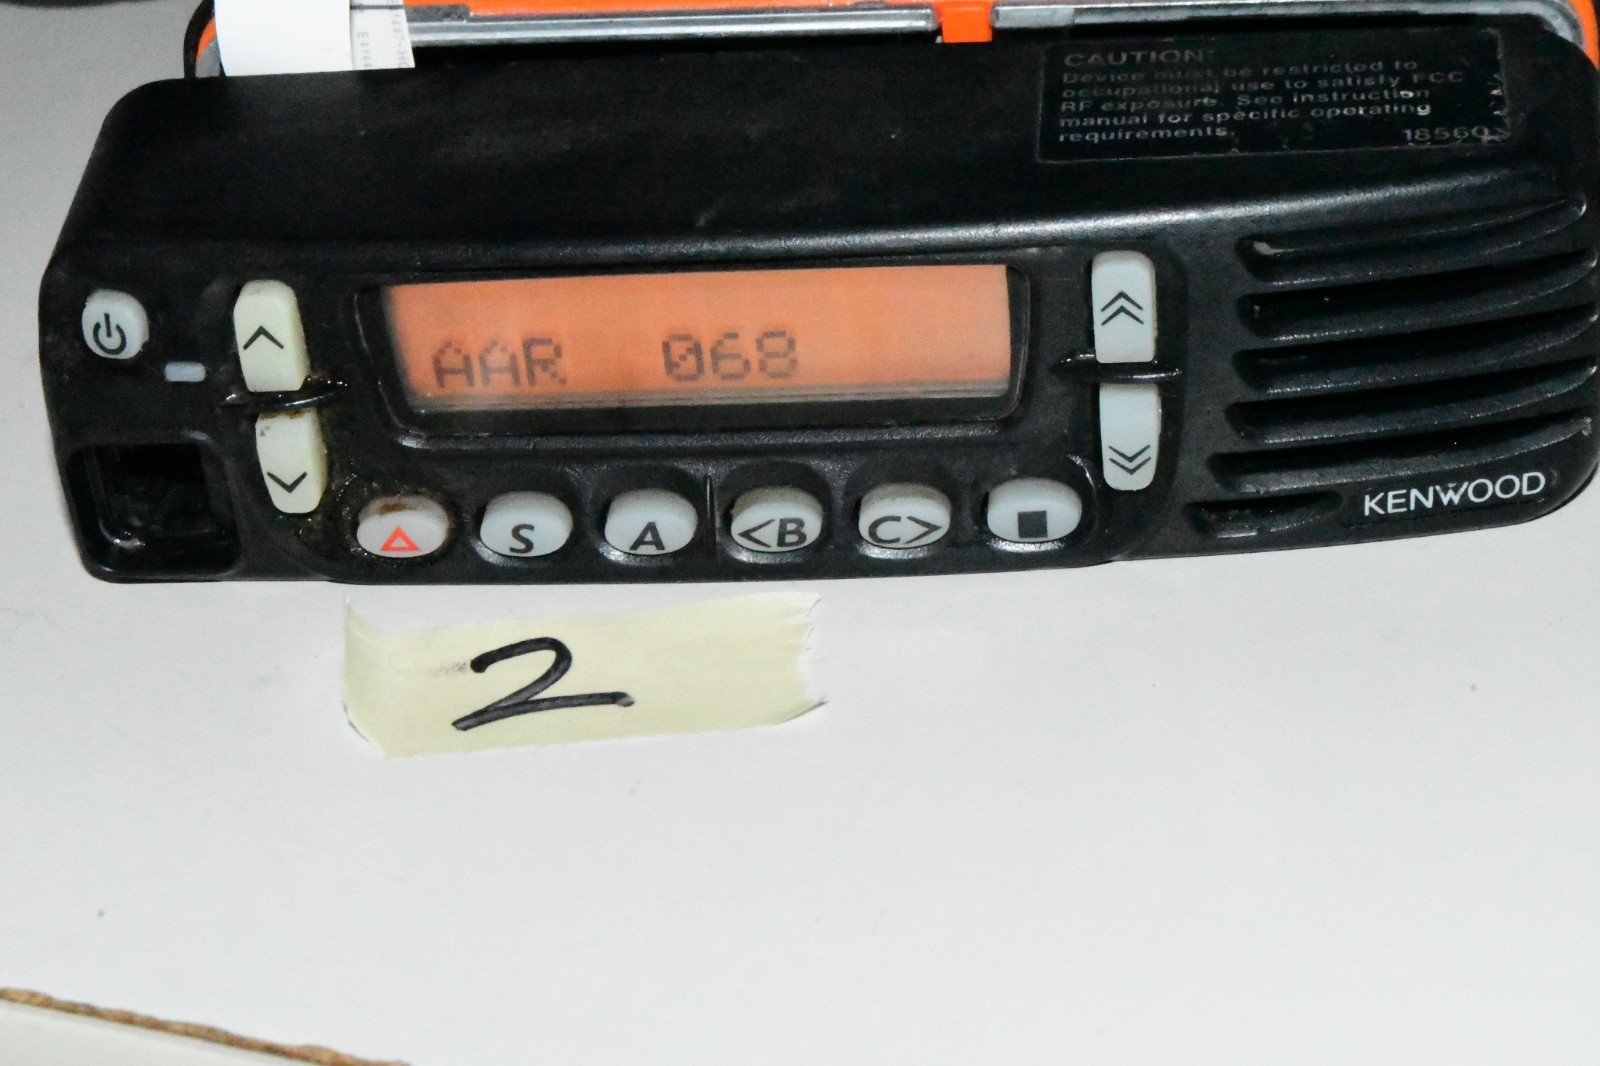 CAUTION:
Device must be restricted to
occupational use to satisfy FCC
RF exposure. See instruction
manual for specific operating
requirements.
18560
AAR 068
S A <B C>
KENWOOD
2